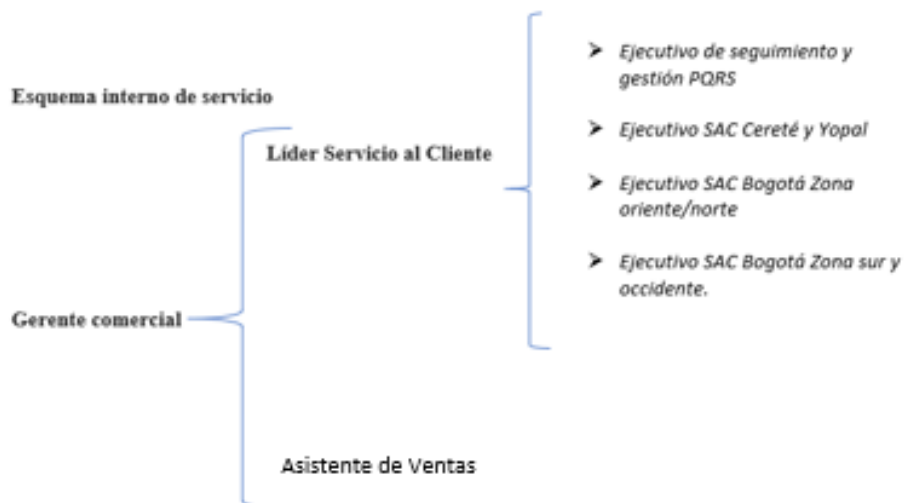 Esquema interno de servicio
Gerente comercial
Líder Servicio al Cliente
➤ Ejecutivo de seguimiento y
gestión PQRS
➤ Ejecutivo SAC Cereté y Yopal
➤ Ejecutivo SAC Bogotá Zona
oriente/norte
➤ Ejecutivo SAC Bogotá Zona sur y
occidente.
Asistente de Ventas